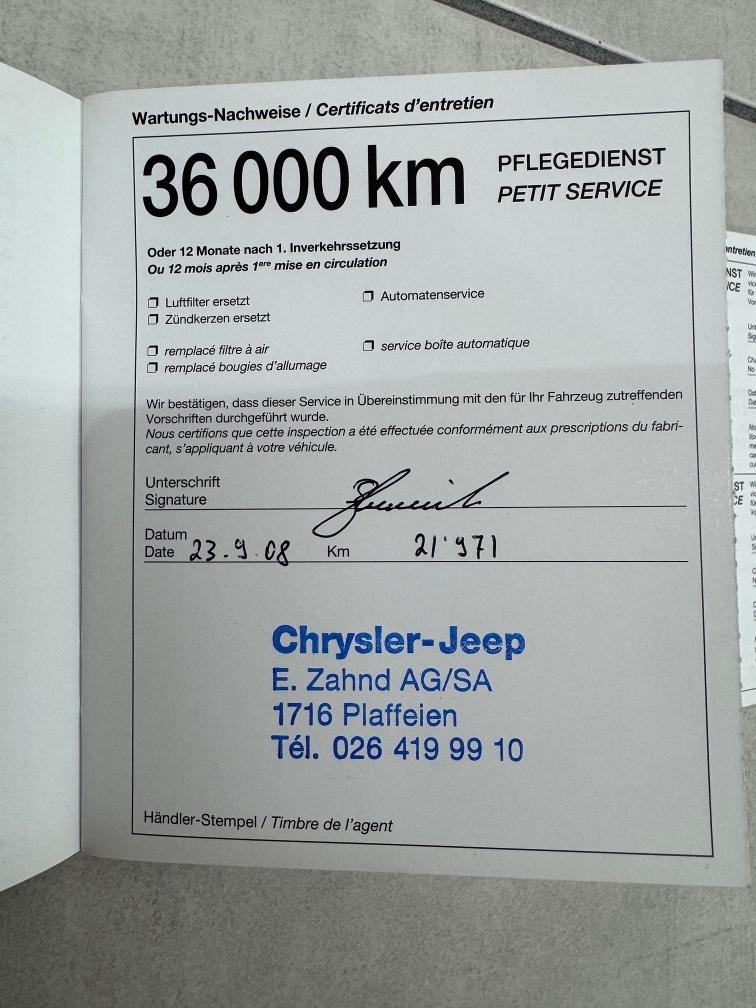 Wartungs-Nachweise / Certificats d'entretien
36 000 km
PFLEGEDIENST
PETIT SERVICE
Oder 12 Monate nach 1. Inverkehrssetzung
Ou 12 mois après 1ere mise en circulation
❒ Luftfilter ersetzt
❒ Automatenservice
❒ Zündkerzen ersetzt
❒ remplacé filtre à air
❒ service boîte automatique
❒ remplacé bougies d'allumage
Wir bestätigen, dass dieser Service in Übereinstimmung mit den für Ihr Fahrzeug zutreffenden
Vorschriften durchgeführt wurde.
Nous certifions que cette inspection a été effectuée conformément aux prescriptions du fabri-
cant, s'appliquant à votre véhicule.
Unterschrift
Signature
Datum
Date 23.9.08 Km 21'971
Chrysler-Jeep
E. Zahnd AG/SA
1716 Plaffeien
Tél. 026 419 99 10
Händler-Stempel / Timbre de l'agent